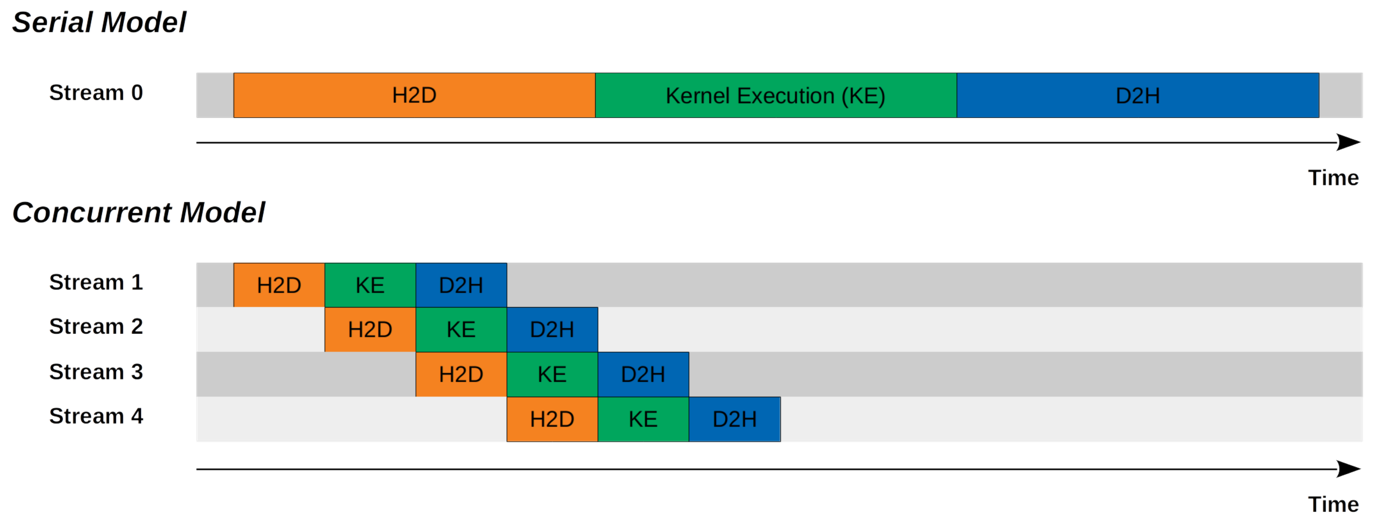 Serial Model
Stream 0
H2D
Kernel Execution (KE)
D2H
Time
Concurrent Model
Stream 1
H2D
KE
D2H
Stream 2
H2D
KE
D2H
Stream 3
H2D
KE
D2H
Stream 4
H2D
KE
D2H
Time